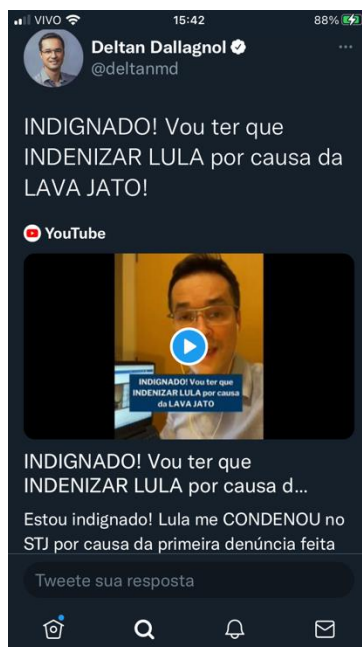 VIVO 15:42 88%
Deltan Dallagnol
@deltanmd
INDIGNADO! Vou ter que
INDENIZAR LULA por causa da
LAVA JATO!
YouTube
INDIGNADO! Vou ter que
INDENIZAR LULA por causa
da LAVA JATO
INDIGNADO! Vou ter que
INDENIZAR LULA por causa d...
Estou indignado! Lula me CONDENOU no
STJ por causa da primeira denúncia feita
Tweete sua resposta